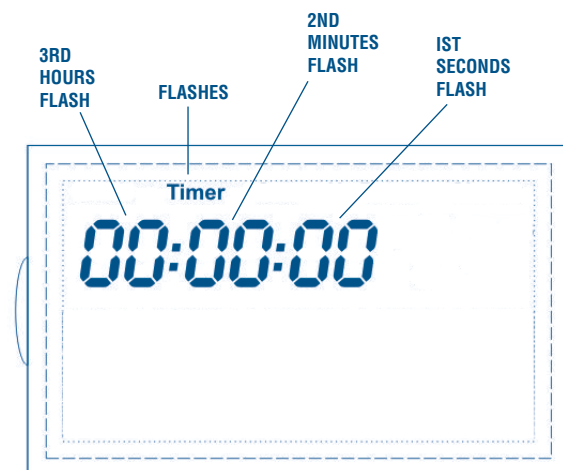 3RD
HOURS
FLASH
FLASHES
2ND
MINUTES
FLASH
IST
SECONDS
FLASH
Timer
00:00:00